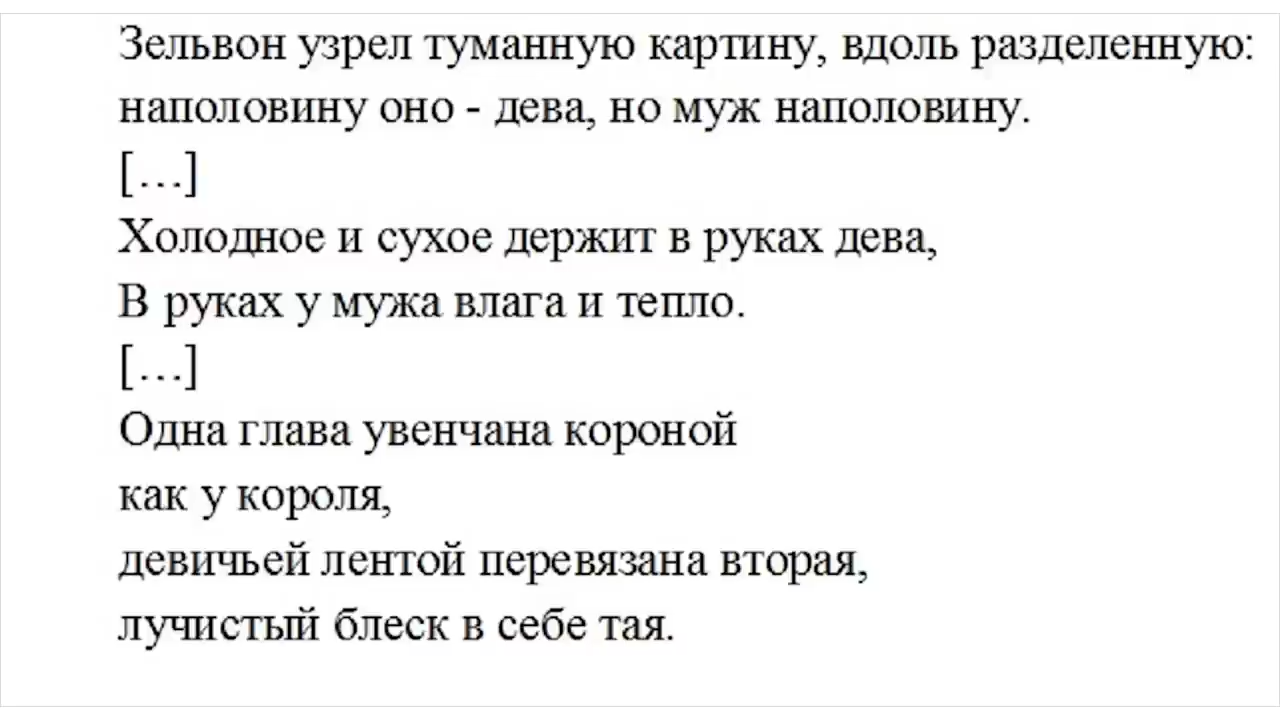 Зельвон узрел туманную картину, вдоль разделенную:
наполовину оно - дева, но муж наполовину.
[…]
Холодное и сухое держит в руках дева,
В руках у мужа влага и тепло.
[…]
Одна глава увенчана короной
как у короля,
девичьей лентой перевязана вторая,
лучистый блеск в себе тая.